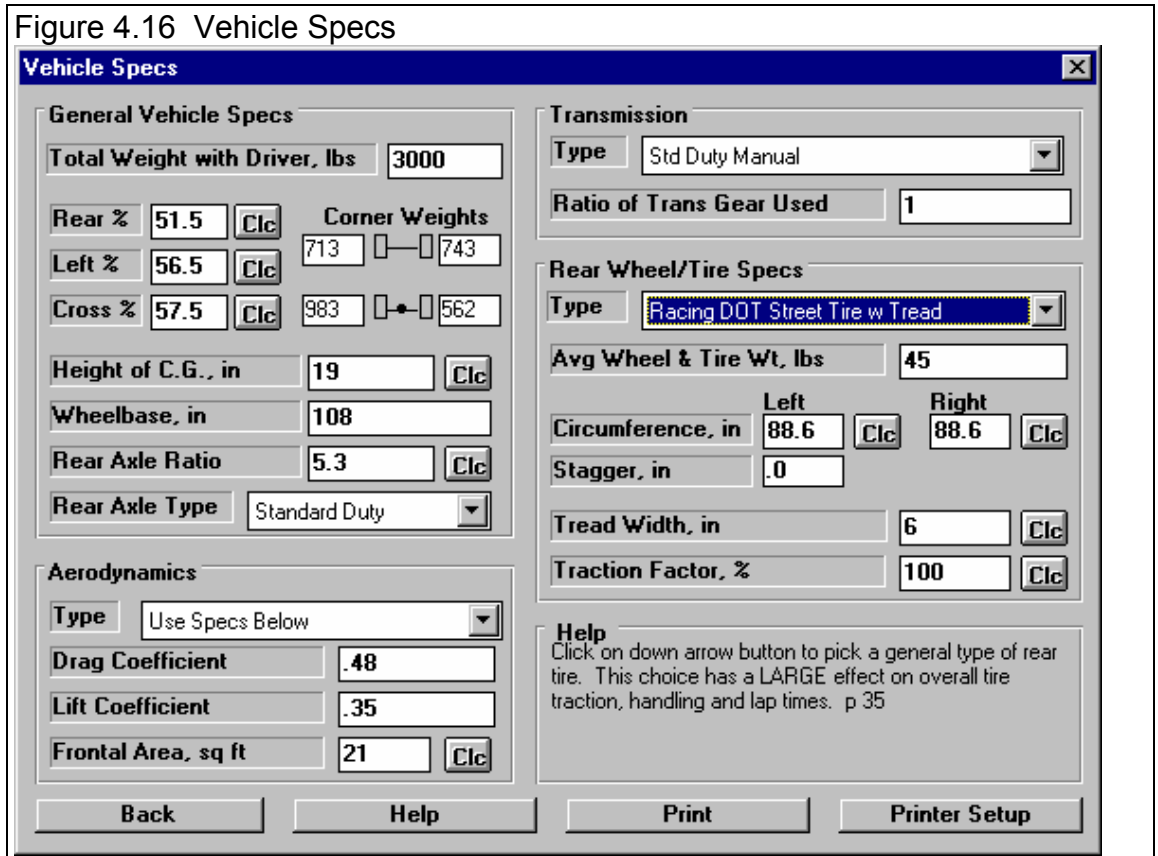 Figure 4.16 Vehicle Specs
Vehicle Specs
General Vehicle Specs
Total Weight with Driver, lbs 3000
Rear % 51.5 Clc
Left % 56.5 Clc
Cross % 57.5 Clc
Corner Weights
713 743
983 562
Height of C.G., in 19 Clc
Wheelbase, in 108
Rear Axle Ratio 5.3 Clc
Rear Axle Type Standard Duty
Aerodynamics
Type Use Specs Below
Drag Coefficient .48
Lift Coefficient .35
Frontal Area, sq ft 21 Clc
Transmission
Type Std Duty Manual
Ratio of Trans Gear Used 1
Rear Wheel/Tire Specs
Type Racing DOT Street Tire w Tread
Avg Wheel & Tire Wt, lbs 45
Left Right
Circumference, in 88.6 Clc 88.6 Clc
Stagger, in .0
Tread Width, in 6 Clc
Traction Factor, % 100 Clc
Help
Click on down arrow button to pick a general type of rear
tire. This choice has a LARGE effect on overall tire
traction, handling and lap times. p 35
Back Help Print Printer Setup